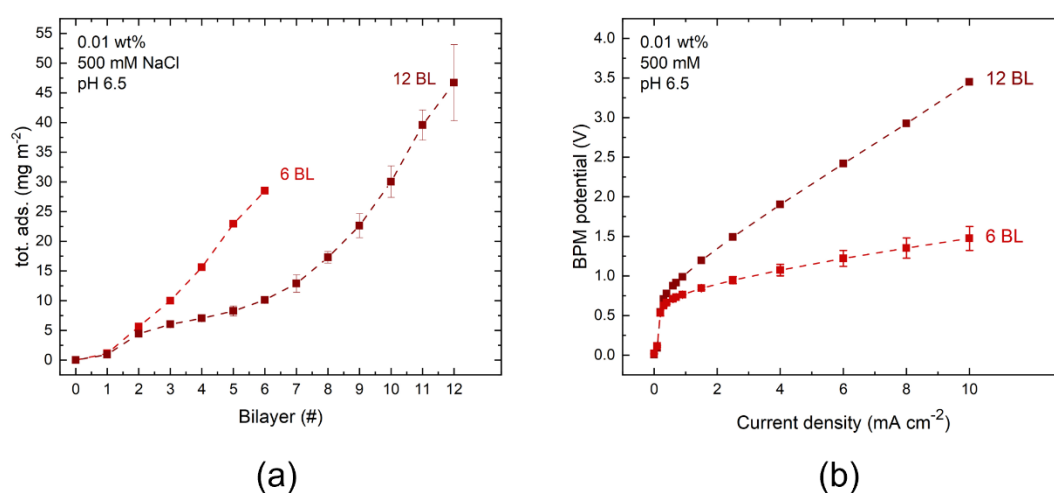 0.01 wt%
500 mM NaCl
pH 6.5
12 BL
6 BL
tot. ads. (mg m⁻²)
55
50
45
40
35
30
25
20
15
10
5
0
0 1 2 3 4 5 6 7 8 9 10 11 12
Bilayer (#)
(a)
0.01 wt%
500 mM
pH 6.5
12 BL
6 BL
BPM potential (V)
4.0
3.5
3.0
2.5
2.0
1.5
1.0
0.5
0.0
0 2 4 6 8 10
Current density (mA cm⁻²)
(b)